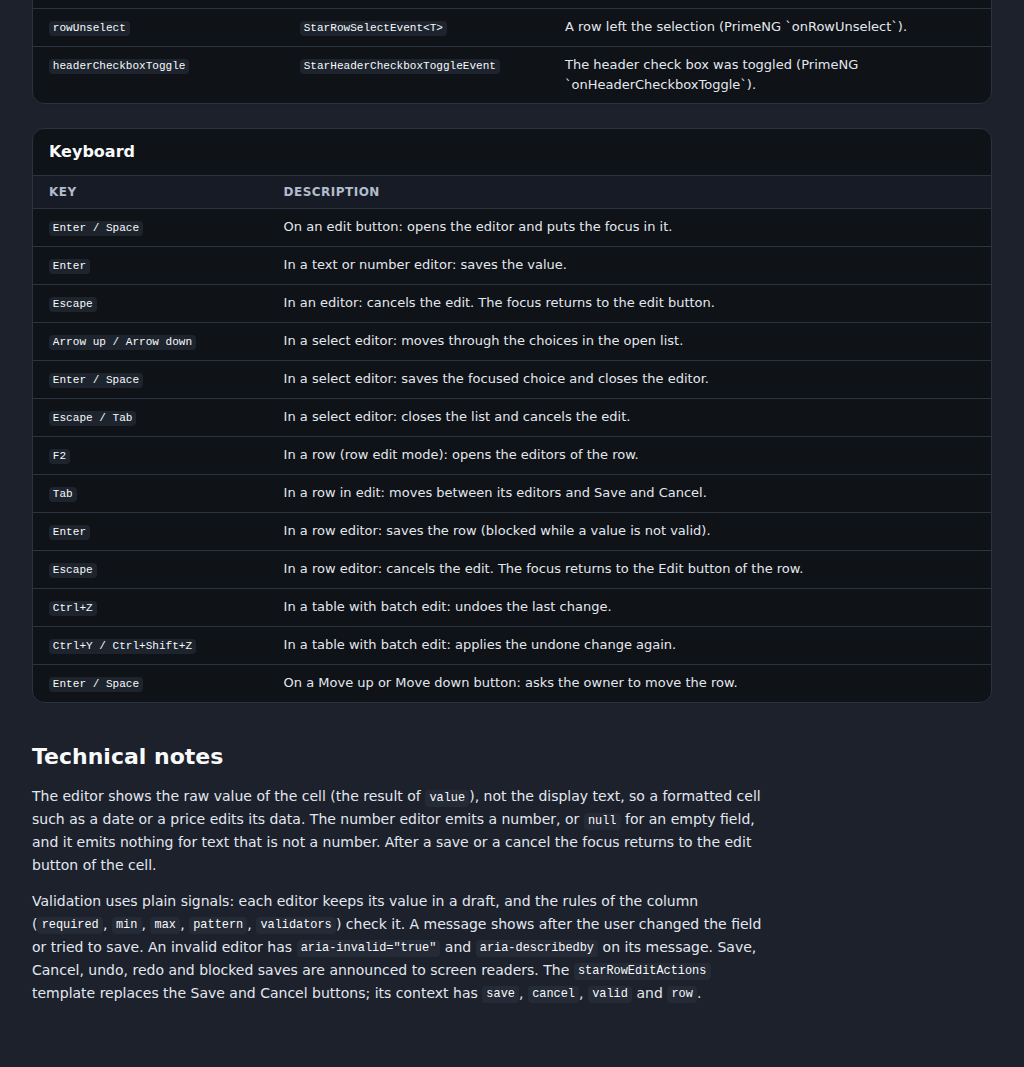 rowUnselect StarRowSelectEvent<T> A row left the selection (PrimeNG `onRowUnselect`).
headerCheckboxToggle StarHeaderCheckboxToggleEvent The header check box was toggled (PrimeNG
`onHeaderCheckboxToggle`).
Keyboard
KEY DESCRIPTION
Enter / Space On an edit button: opens the editor and puts the focus in it.
Enter In a text or number editor: saves the value.
Escape In an editor: cancels the edit. The focus returns to the edit button.
Arrow up / Arrow down In a select editor: moves through the choices in the open list.
Enter / Space In a select editor: saves the focused choice and closes the editor.
Escape / Tab In a select editor: closes the list and cancels the edit.
F2 In a row (row edit mode): opens the editors of the row.
Tab In a row in edit: moves between its editors and Save and Cancel.
Enter In a row editor: saves the row (blocked while a value is not valid).
Escape In a row editor: cancels the edit. The focus returns to the Edit button of the row.
Ctrl+Z In a table with batch edit: undoes the last change.
Ctrl+Y / Ctrl+Shift+Z In a table with batch edit: applies the undone change again.
Enter / Space On a Move up or Move down button: asks the owner to move the row.
Technical notes
The editor shows the raw value of the cell (the result of value), not the display text, so a formatted cell
such as a date or a price edits its data. The number editor emits a number, or null for an empty field,
and it emits nothing for text that is not a number. After a save or a cancel the focus returns to the edit
button of the cell.
Validation uses plain signals: each editor keeps its value in a draft, and the rules of the column
(required, min, max, pattern, validators) check it. A message shows after the user changed the field
or tried to save. An invalid editor has aria-invalid="true" and aria-describedby on its message. Save,
Cancel, undo, redo and blocked saves are announced to screen readers. The starRowEditActions
template replaces the Save and Cancel buttons; its context has save, cancel, valid and row.